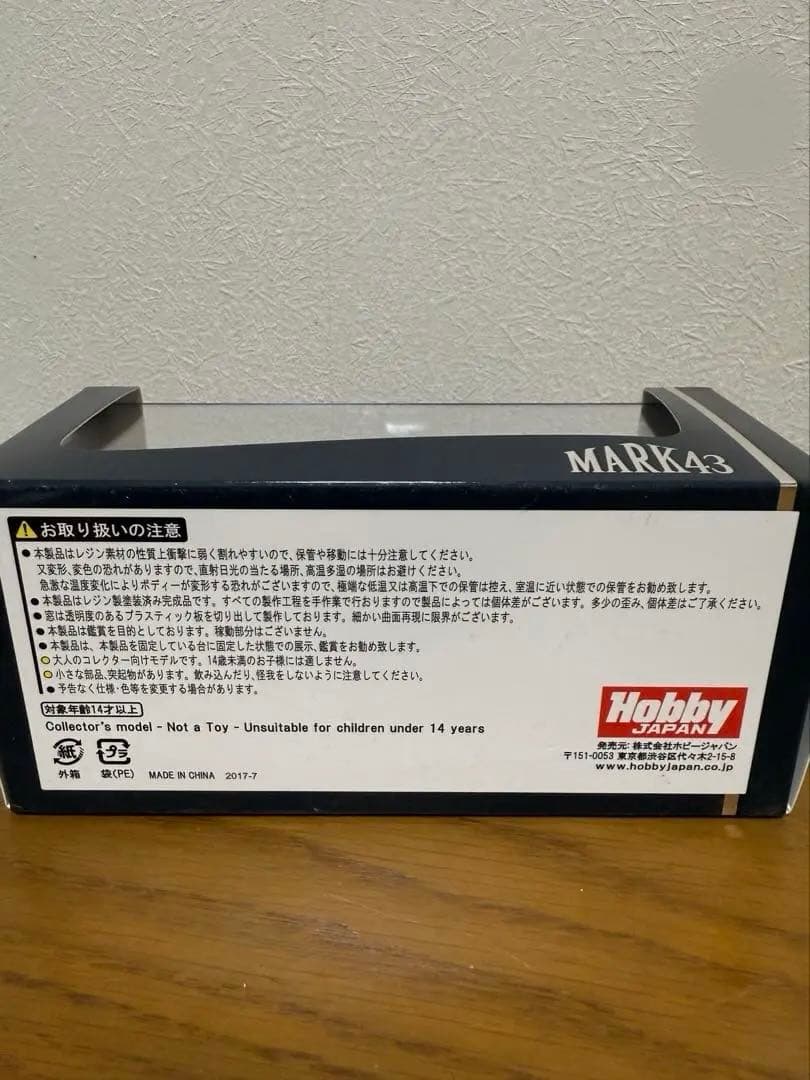 MARK43
お取り扱いの注意
●本製品はレジン素材の性質上衝撃に弱く割れやすいので、保管や移動には十分注意してください。
又変形、変色の恐れがありますので、直射日光の当たる場所、高温多湿の場所はお避けください。
急激な温度変化によりボディーが変形する恐れがございますので、極端な低温又は高温下での保管は控え、室温に近い状態での保管をお勧め致します。
●本製品はレジン製塗装済み完成品です。すべての製作工程を手作業で行おりますので製品によっては個体差がございます。多少の歪み、個体差はご了承ください。
●窓は透明度のあるプラスティック板を切り出して製作しております。細かい曲面再現に限界がございます。
●本製品は鑑賞を目的としております。稼動部分はございません。
●本製品は、本製品を固定している台に固定した状態での展示、鑑賞をお勧め致します。
●大人のコレクター向けモデルです。14歳未満のお子様には適しません。
●小さな部品、突起物があります。飲み込んだり、怪我をしないように注意してください。
●予告なく仕様・色等を変更する場合があります。
対象年齢14才以上
Collector's model - Not a Toy - Unsuitable for children under 14 years
紙 プラ
外箱 袋(PE) MADE IN CHINA 2017-7
Hobby
JAPAN
発売元: 株式会社ホビージャパン
〒151-0053 東京都渋谷区代々木2-15-8
www.hobbyjapan.co.jp